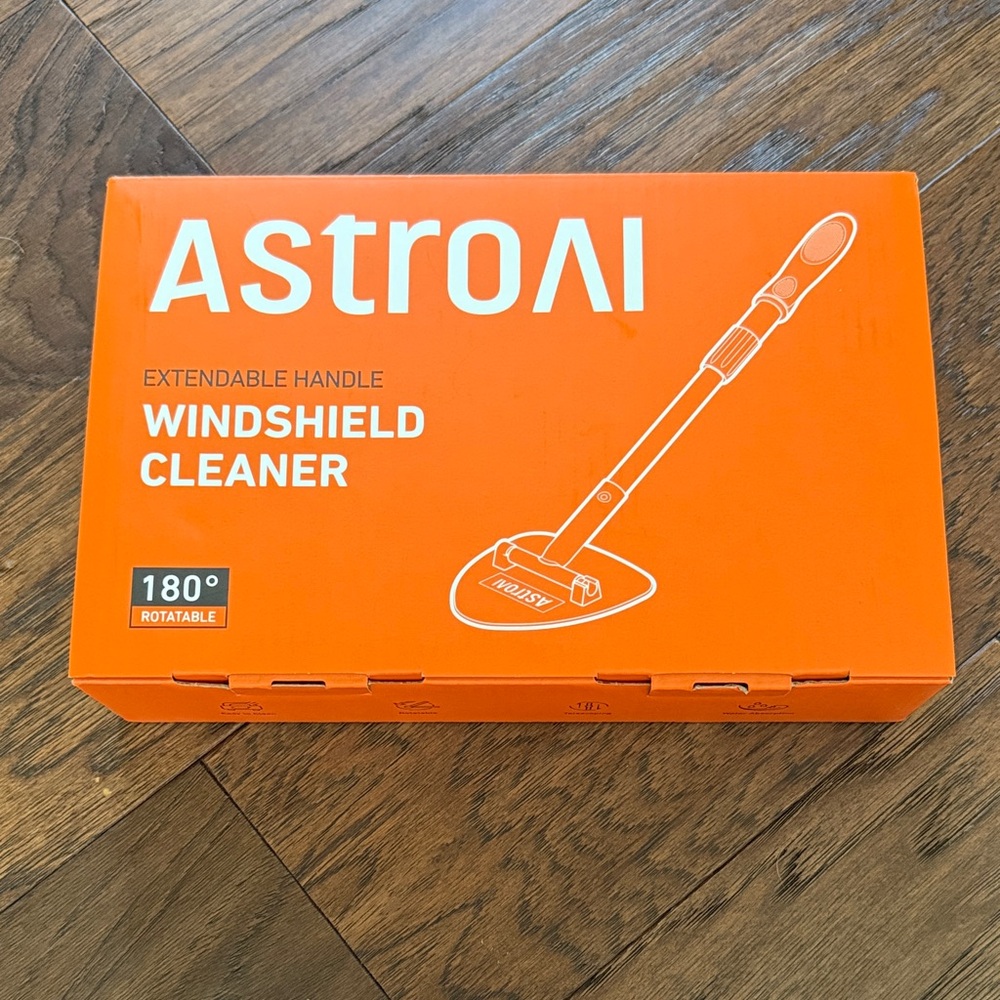 AstroAI
EXTENDABLE HANDLE
WINDSHIELD
CLEANER
180°
ROTATABLE
AstroAI